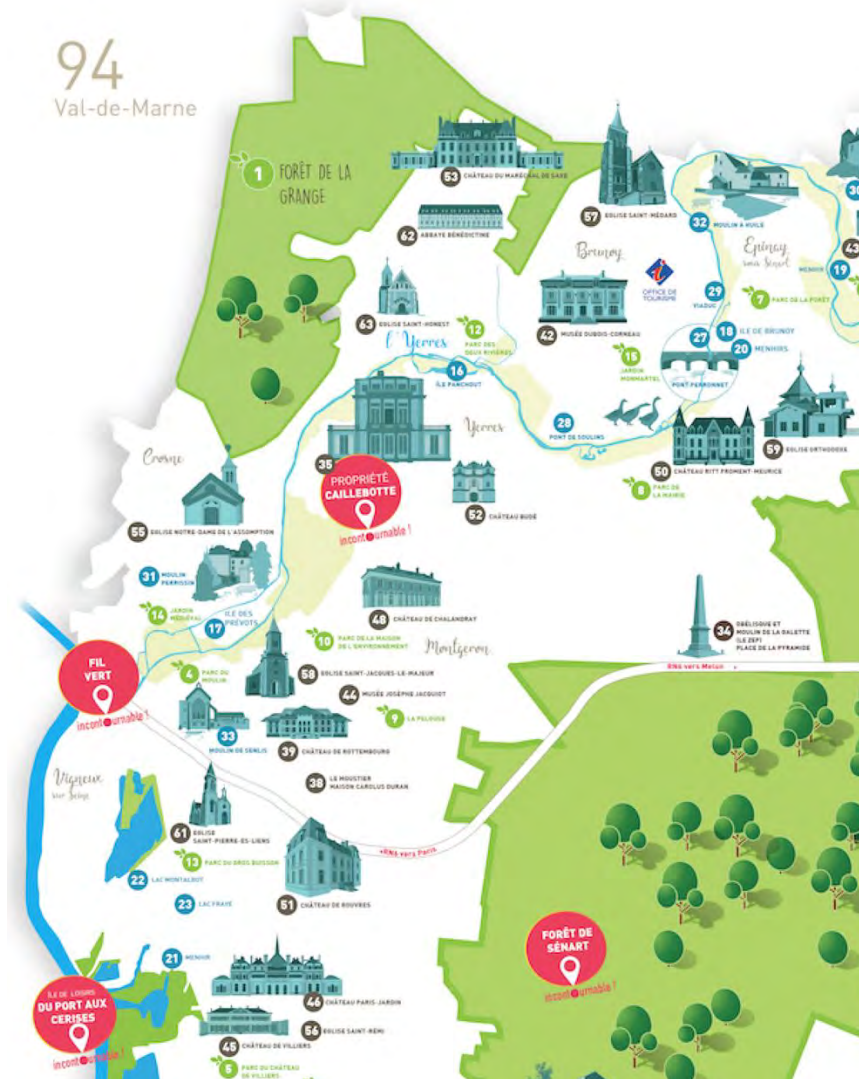 94
Val-de-Marne
1 FORÊT DE LA
GRANGE
53 CHÂTEAU DU MARÉCHAL DE SAXE
62 ABBAYE BÉNÉDICTINE
57 EGLISE SAINT-MÉDARD
32 MOULIN À HUILE
30
43
Brunoy
Epinay
sous Sénart
MENHIR 19
OFFICE DE
TOURISME
29
VIADUC
7 PARC DE LA FORÊT
63 EGLISE SAINT-HONEST
l'Yerres
12
PARC DES
DEUX RIVIÈRES
42 MUSÉE DUBOIS-CORNEAU
27
18 ILE DE BRUNOY
20 MENHIRS
15
JARDIN
MONMARTEL
PONT PERRONNET
16
ÎLE PANCHOUT
28
PONT DE SOULINS
Yerres
Crosne
59 EGLISE ORTHODOXE
50 CHÂTEAU RITT FROMENT-MEURICE
8 PARC DE
LA MAIRIE
35
PROPRIÉTÉ
CAILLEBOTTE
incontournable !
52 CHÂTEAU BUDÉ
55 EGLISE NOTRE-DAME DE L'ASSOMPTION
31 MOULIN
PERRISSIN
14 JARDIN
MÉDIÉVAL
17
ILE DES
PRÉVOTS
48 CHÂTEAU DE CHALANDRAY
10 PARC DE LA MAISON
DE L'ENVIRONNEMENT
Montgeron
34 OBÉLISQUE ET
MOULIN DE LA GALETTE
(LE ZEF)
PLACE DE LA PYRAMIDE
RN6 vers Melun
FIL
VERT
incontournable !
4 PARC DU
MOULIN
58 EGLISE SAINT-JACQUES-LE-MAJEUR
44 MUSÉE JOSÈPHE JACQUIOT
9 LA PELOUSE
33
MOULIN DE SENLIS
39 CHÂTEAU DE ROTTEMBOURG
38 LE MOUSTIER
MAISON CAROLUS DURAN
Vigneux
sur Seine
61 EGLISE
SAINT-PIERRE-ES-LIENS
13 PARC DU GROS BUISSON
RN6 vers Paris
22 LAC MONTALBOT
23 LAC FRAYÉ
51 CHÂTEAU DE ROUVRES
FORÊT DE
SÉNART
incontournable !
21 MENHIR
ÎLE DE LOISIRS
DU PORT AUX
CERISES
incontournable !
46 CHÂTEAU PARIS-JARDIN
56 EGLISE SAINT-RÉMI
45 CHÂTEAU DE VILLIERS
5 PARC DU CHÂTEAU
DE VILLIERS